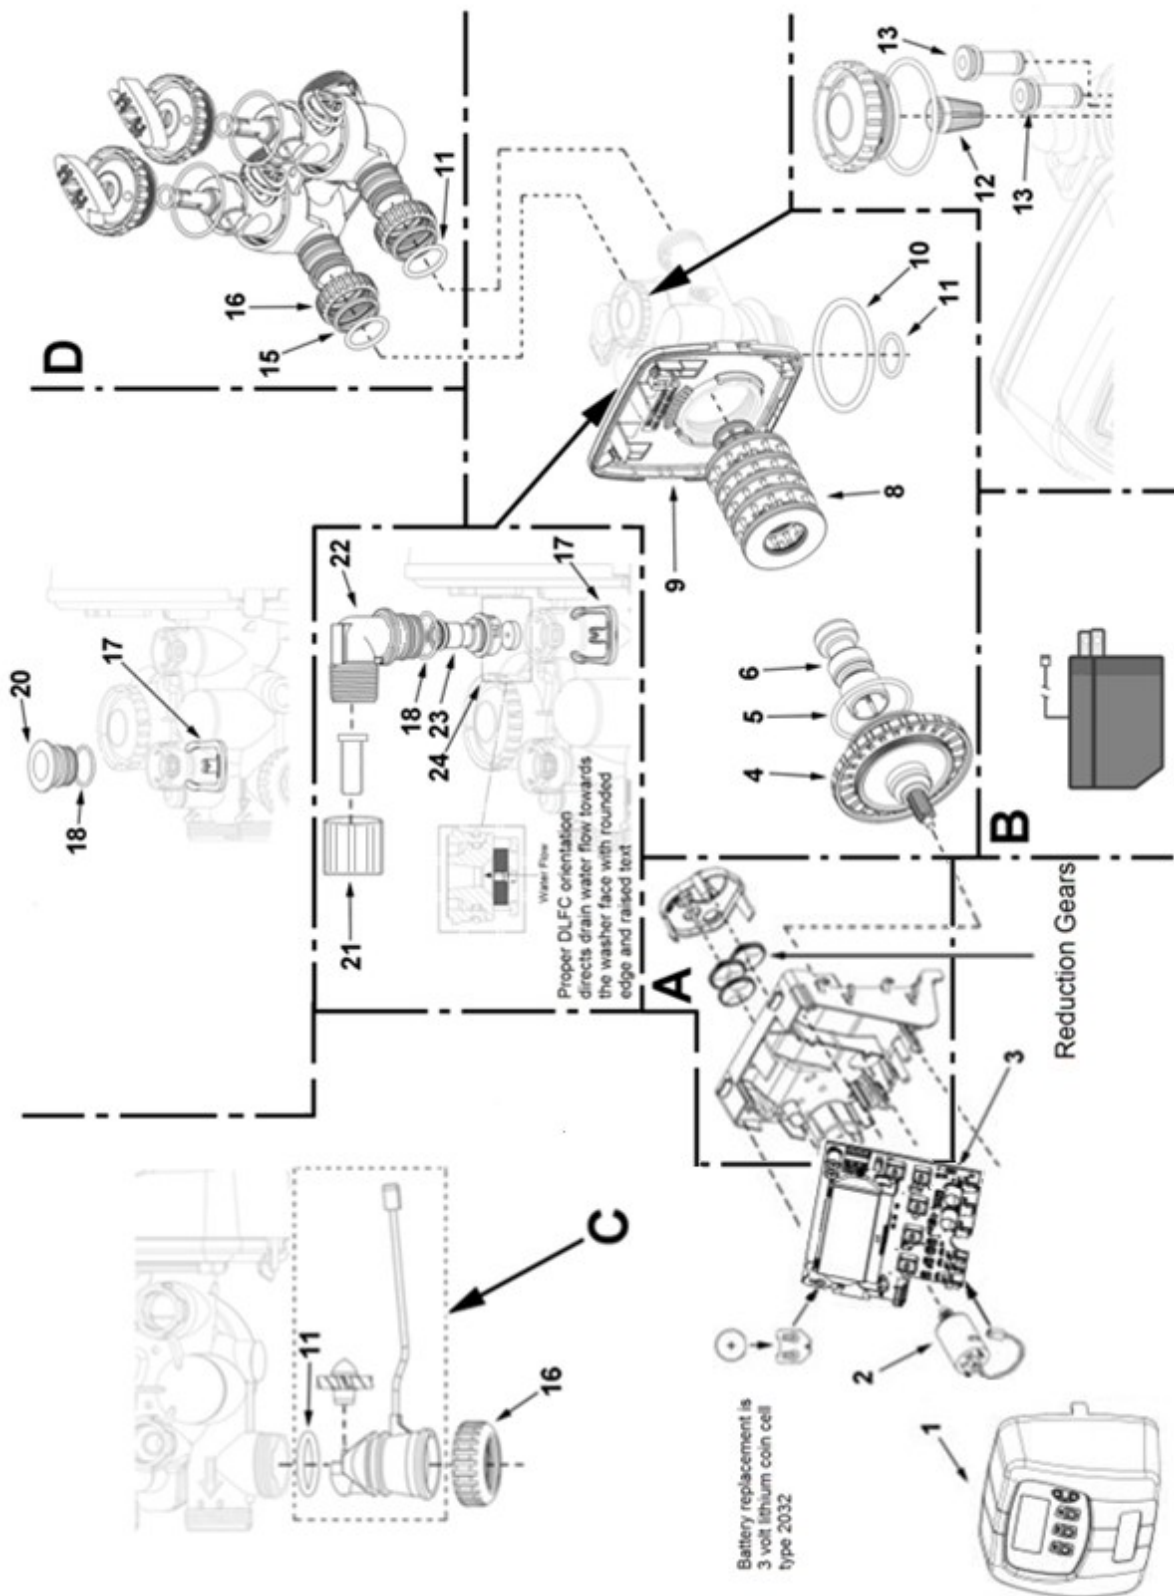 20
18
17
D
16
15
11
11
C
16
11
21
22
18
23
24
17
Water Flow
Proper DLFC orientation
directs drain water flow towards
the washer face with rounded
edge and raised text
A
9
8
10
11
4
5
6
B
13
13
12
Battery replacement is
3 volt lithium coin cell
type 2032
2
1
3
Reduction Gears